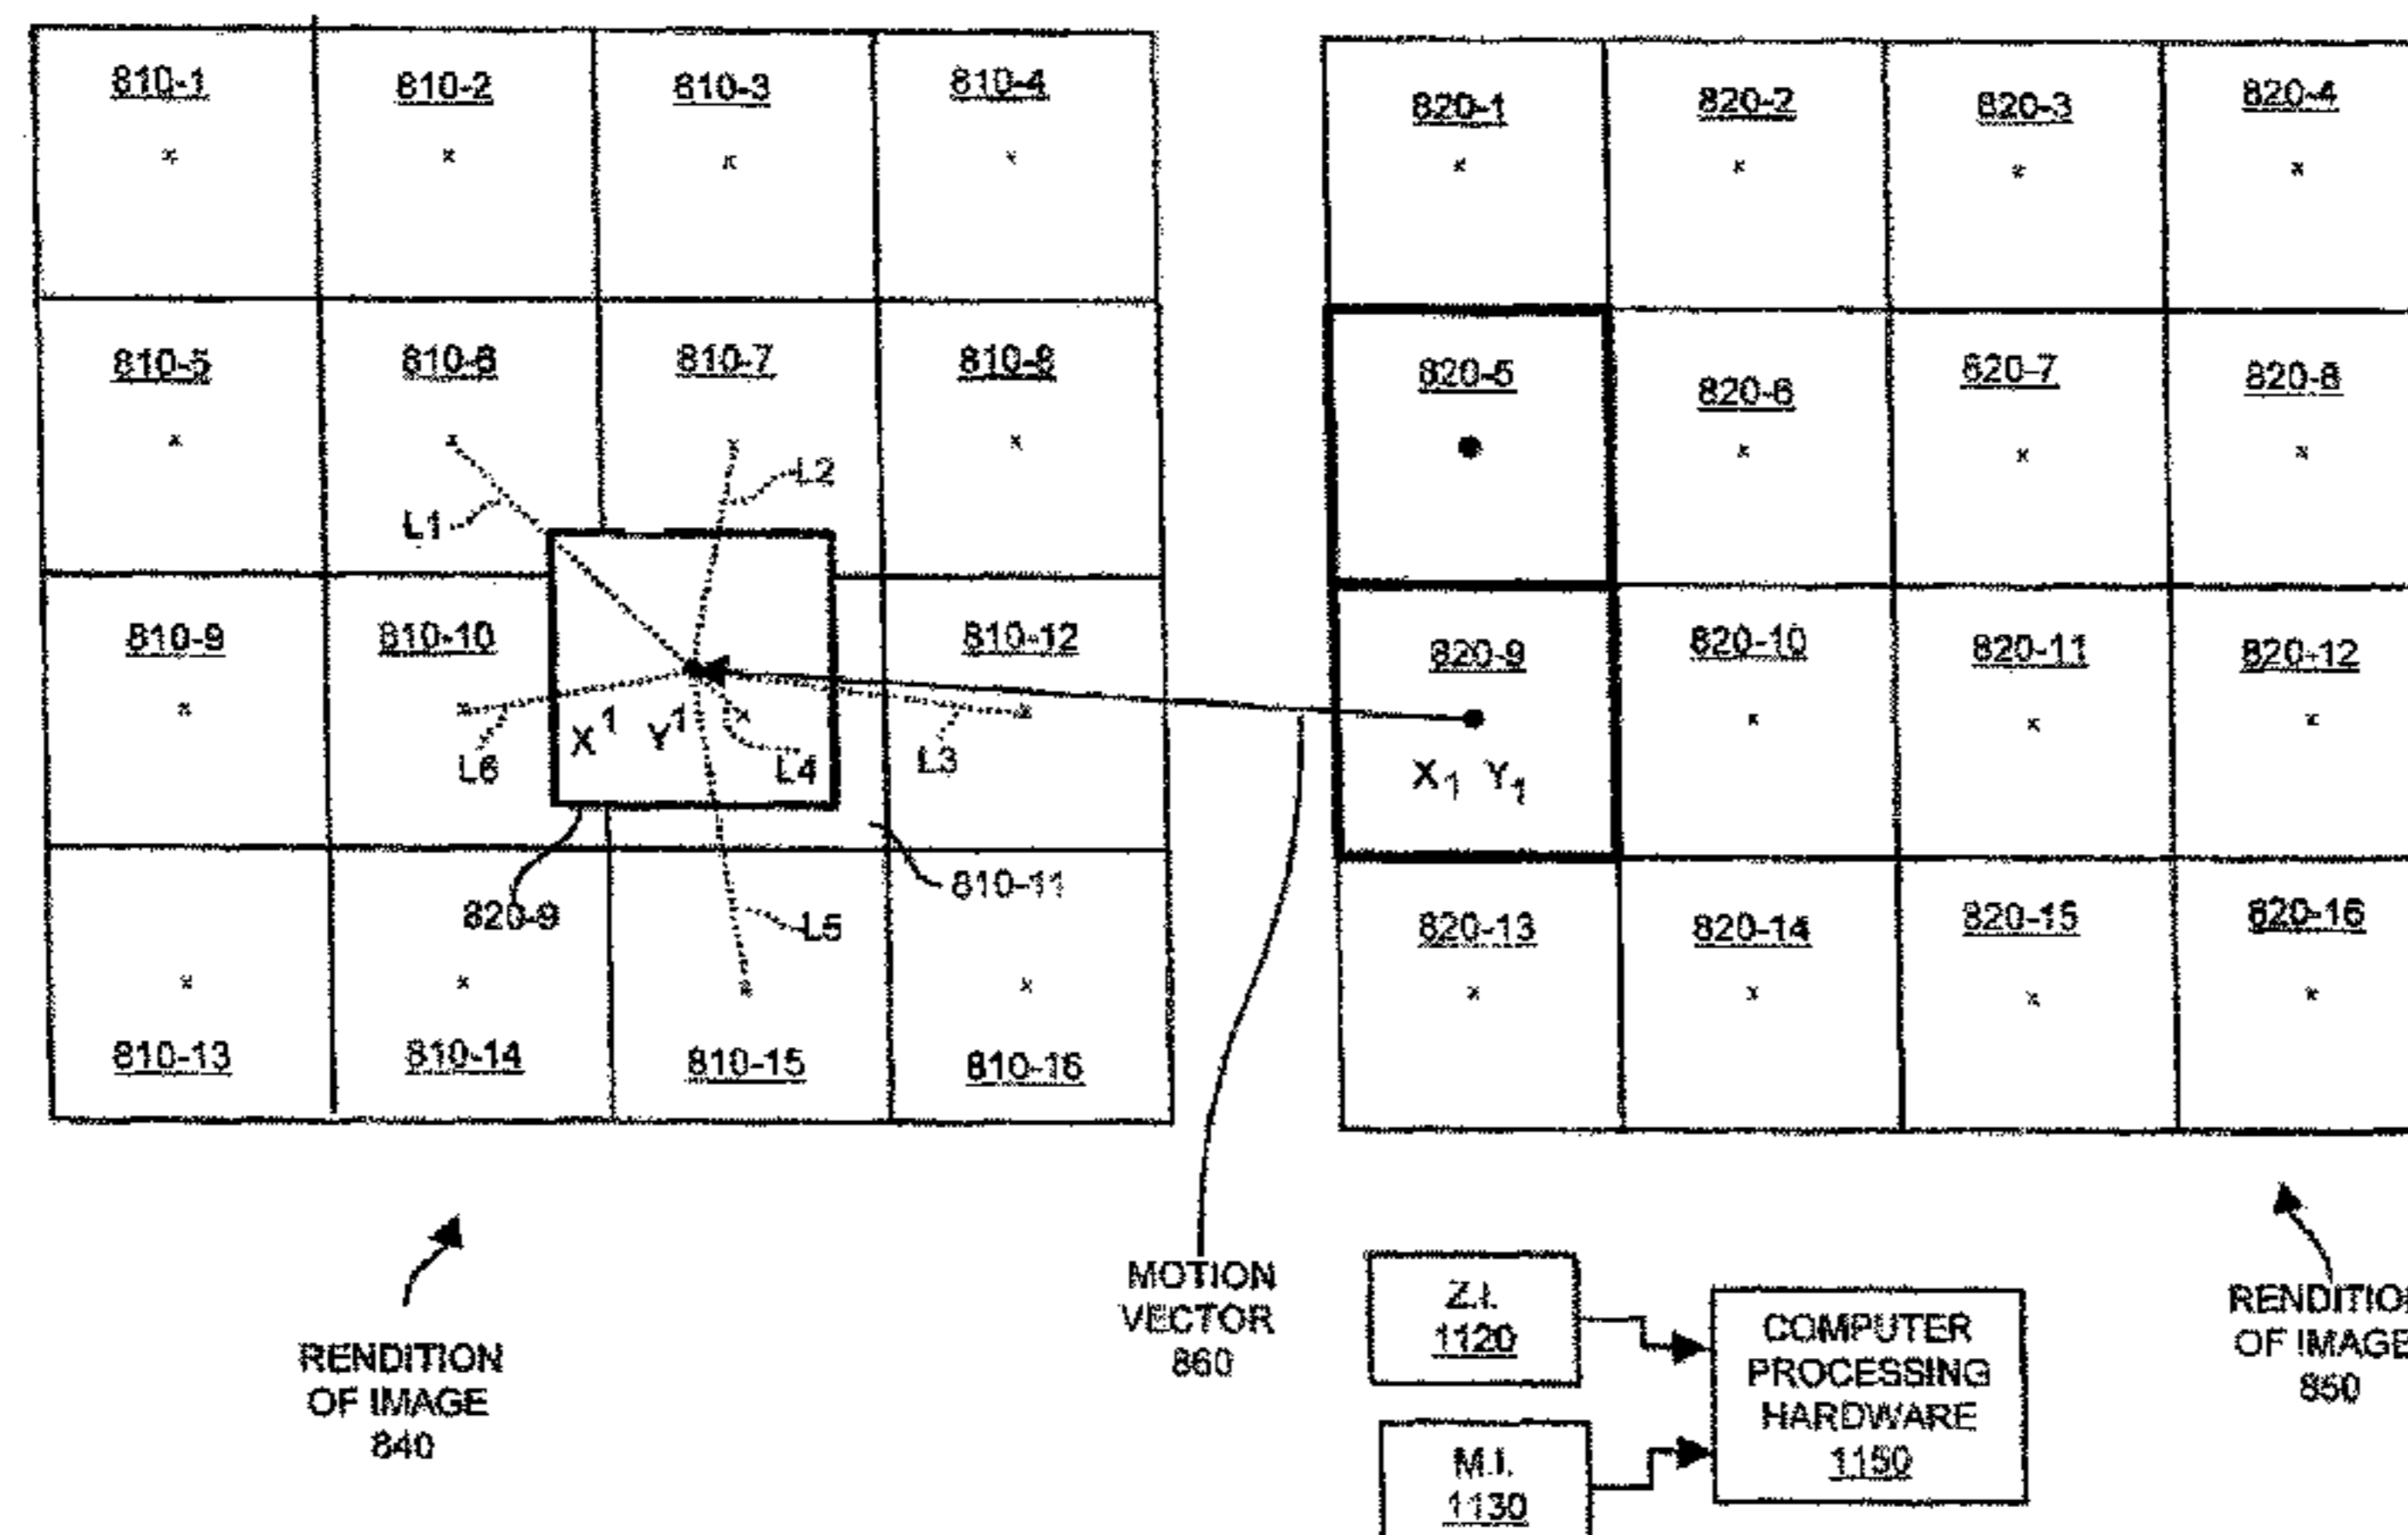 810-1 810-2 810-3 810-4
810-5 810-6 810-7 810-8
L2
L1
810-9 810-10 810-12
X1 Y1
L6 L4 L3
820-9 810-11
L5
810-13 810-14 810-15 810-16
820-1 820-2 820-3 820-4
820-5 820-6 820-7 820-8
820-9 820-10 820-11 820-12
X1 Y1
820-13 820-14 820-15 820-16
RENDITION
OF IMAGE
840
MOTION
VECTOR
860
Z.I.
1120
M.I.
1130
COMPUTER
PROCESSING
HARDWARE
1150
OF IMAGE
850